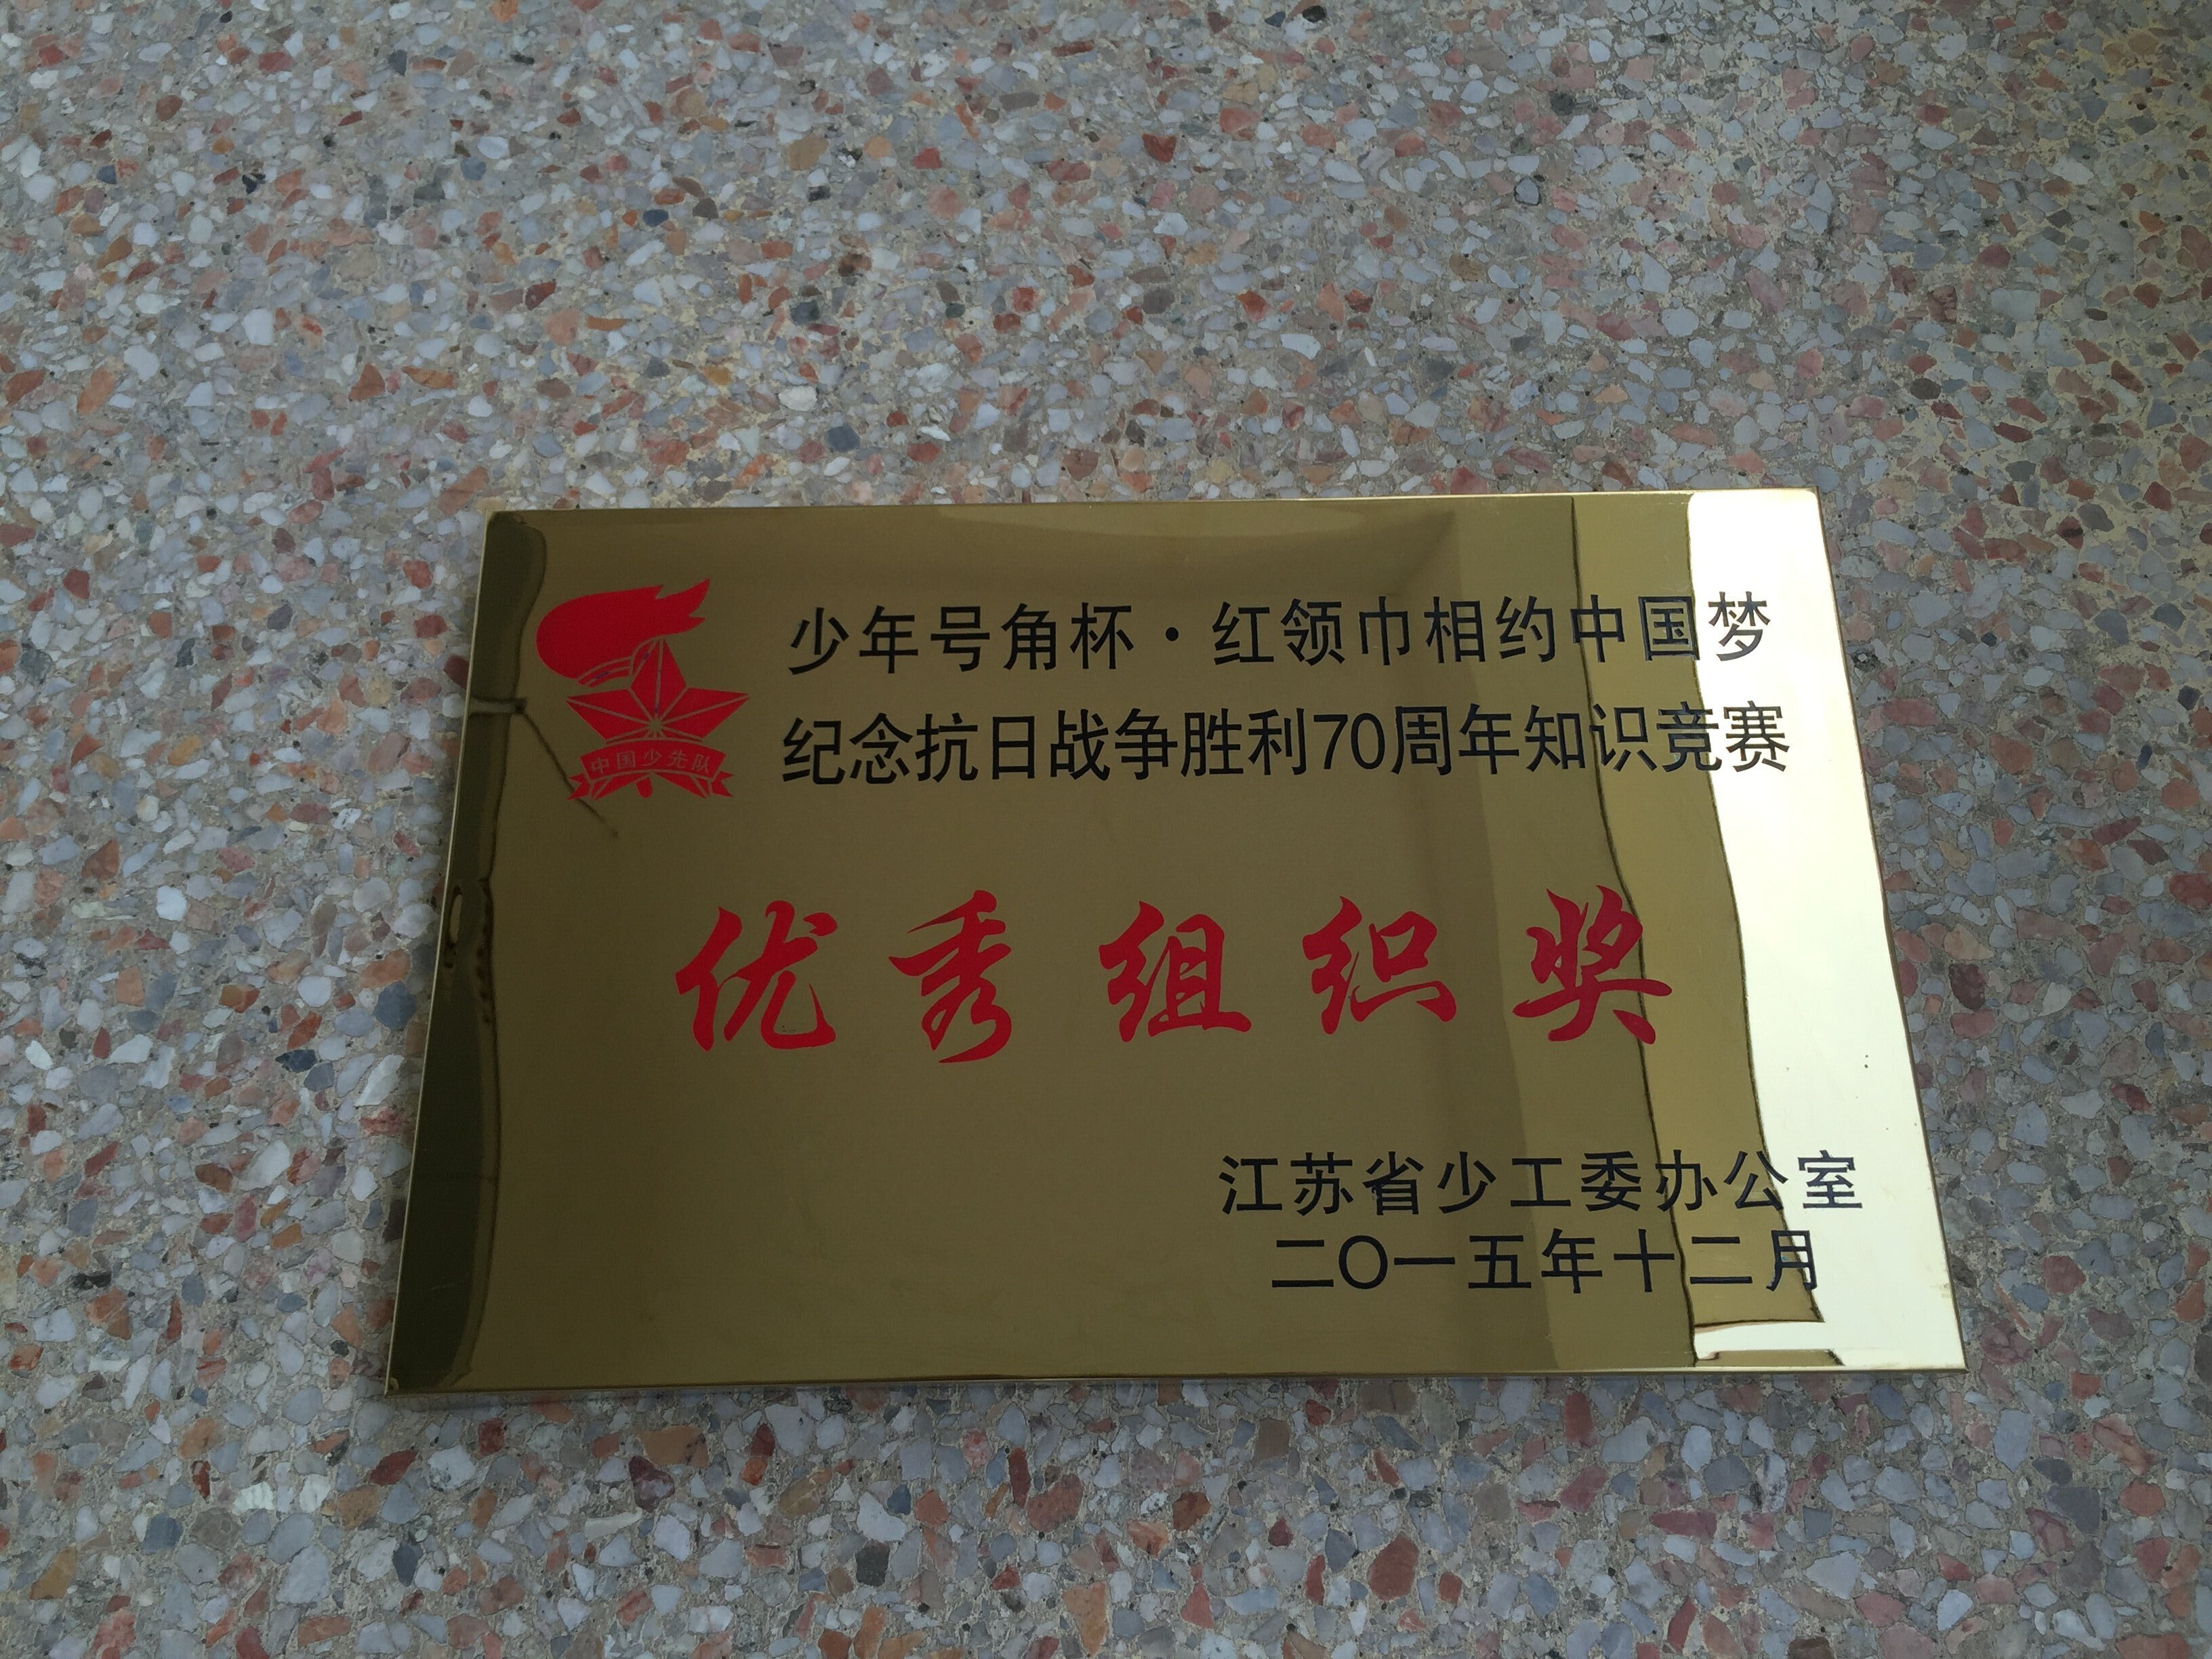 少年号角杯·红领巾相约中国梦
纪念抗日战争胜利70周年知识竞赛
中国少先队
优秀组织奖
江苏省少工委办公室
二〇一五年十二月